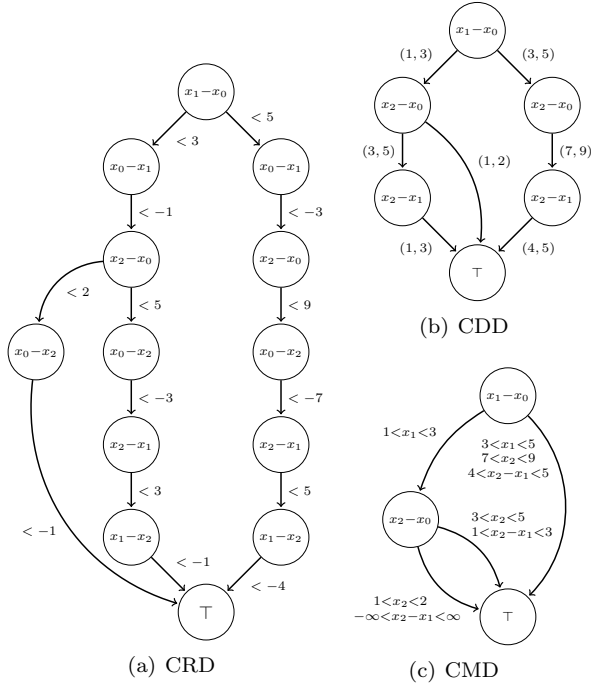 x₁−x₀
< 3
< 5
x₀−x₁
x₀−x₁
< −1
< −3
x₂−x₀
x₂−x₀
< 2
< 5
< 9
x₀−x₂
x₀−x₂
x₀−x₂
< −3
< −7
x₂−x₁
x₂−x₁
< 3
< 5
< −1
x₁−x₂
x₁−x₂
< −1
< −4
⊤
(a) CRD
x₁−x₀
(1, 3)
(3, 5)
x₂−x₀
x₂−x₀
(3, 5)
(1, 2)
(7, 9)
x₂−x₁
x₂−x₁
(1, 3)
(4, 5)
⊤
(b) CDD
x₁−x₀
1<x₁<3
3<x₁<5
7<x₂<9
4<x₂−x₁<5
x₂−x₀
3<x₂<5
1<x₂−x₁<3
1<x₂<2
−∞<x₂−x₁<∞
⊤
(c) CMD